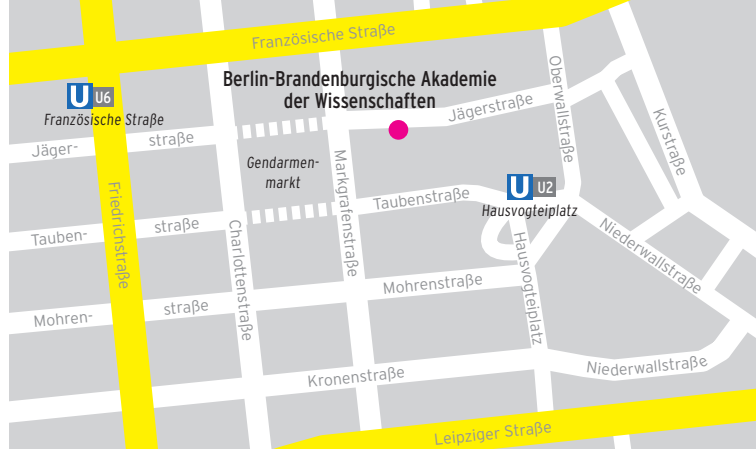 Französische Straße
Berlin-Brandenburgische Akademie
der Wissenschaften
U U6
Französische Straße
Jägerstraße
Oberwallstraße
Kurstraße
Jäger- straße
Gendarmen-
markt
Markgrafenstraße
Friedrichstraße
U U2
Hausvogteiplatz
Taubenstraße
Tauben- straße
Charlottenstraße
Hausvogteiplatz
Niederwallstraße
Mohrenstraße
Mohren- straße
Kronenstraße
Niederwallstraße
Leipziger Straße